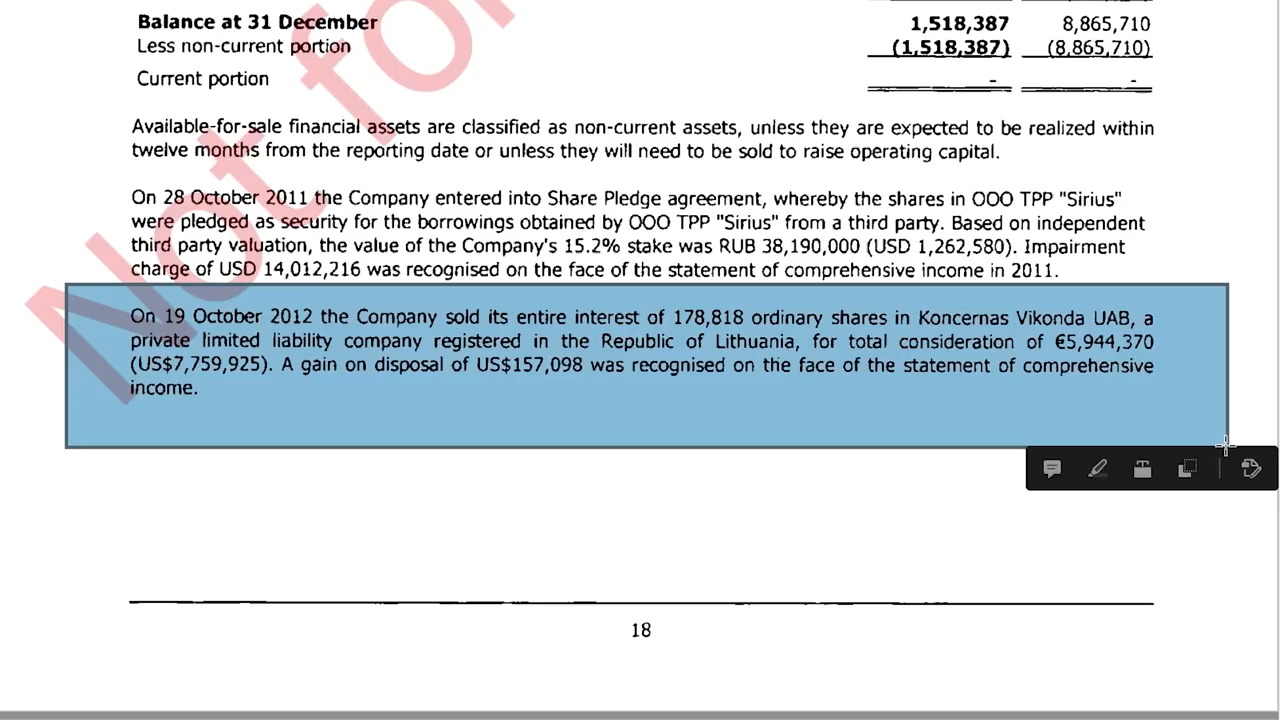 Balance at 31 December 1,518,387 8,865,710
Less non-current portion (1,518,387) (8,865,710)
Current portion - -
Available-for-sale financial assets are classified as non-current assets, unless they are expected to be realized within
twelve months from the reporting date or unless they will need to be sold to raise operating capital.
On 28 October 2011 the Company entered into Share Pledge agreement, whereby the shares in OOO TPP "Sirius"
were pledged as security for the borrowings obtained by OOO TPP "Sirius" from a third party. Based on independent
third party valuation, the value of the Company's 15.2% stake was RUB 38,190,000 (USD 1,262,580). Impairment
charge of USD 14,012,216 was recognised on the face of the statement of comprehensive income in 2011.
On 19 October 2012 the Company sold its entire interest of 178,818 ordinary shares in Koncernas Vikonda UAB, a
private limited liability company registered in the Republic of Lithuania, for total consideration of €5,944,370
(US$7,759,925). A gain on disposal of US$157,098 was recognised on the face of the statement of comprehensive
income.
18
Not for